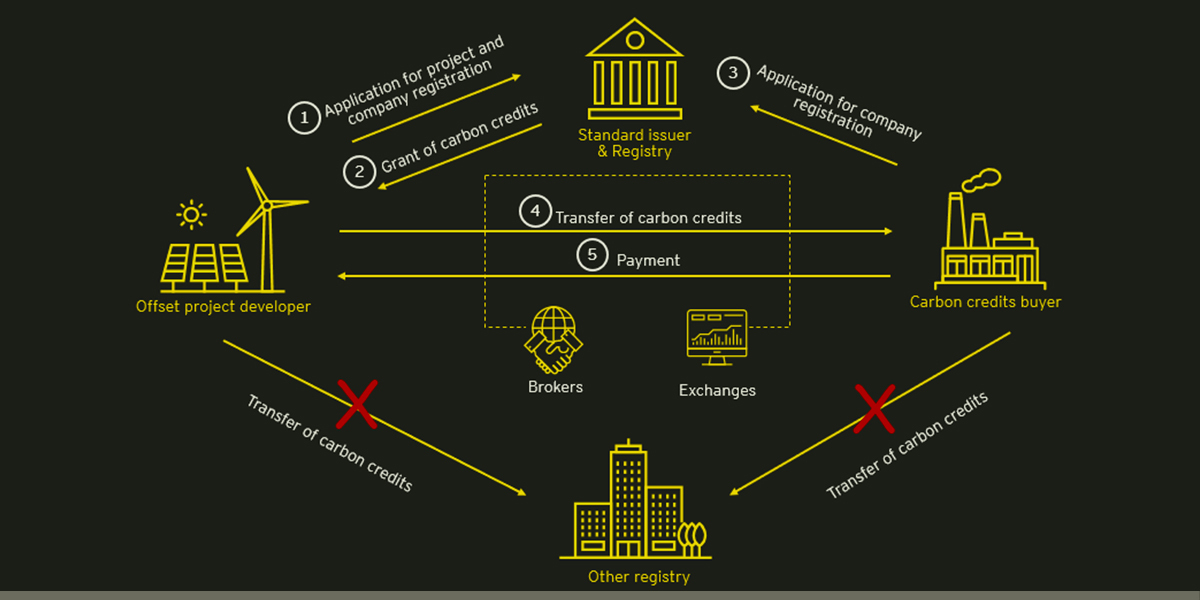 1
Application for project and
company registration
2
Grant of carbon credits
Standard issuer
& Registry
3
Application for company
registration
4
Transfer of carbon credits
5
Payment
Offset project developer
Carbon credits buyer
Brokers
Exchanges
Transfer of carbon credits
Transfer of carbon credits
Other registry